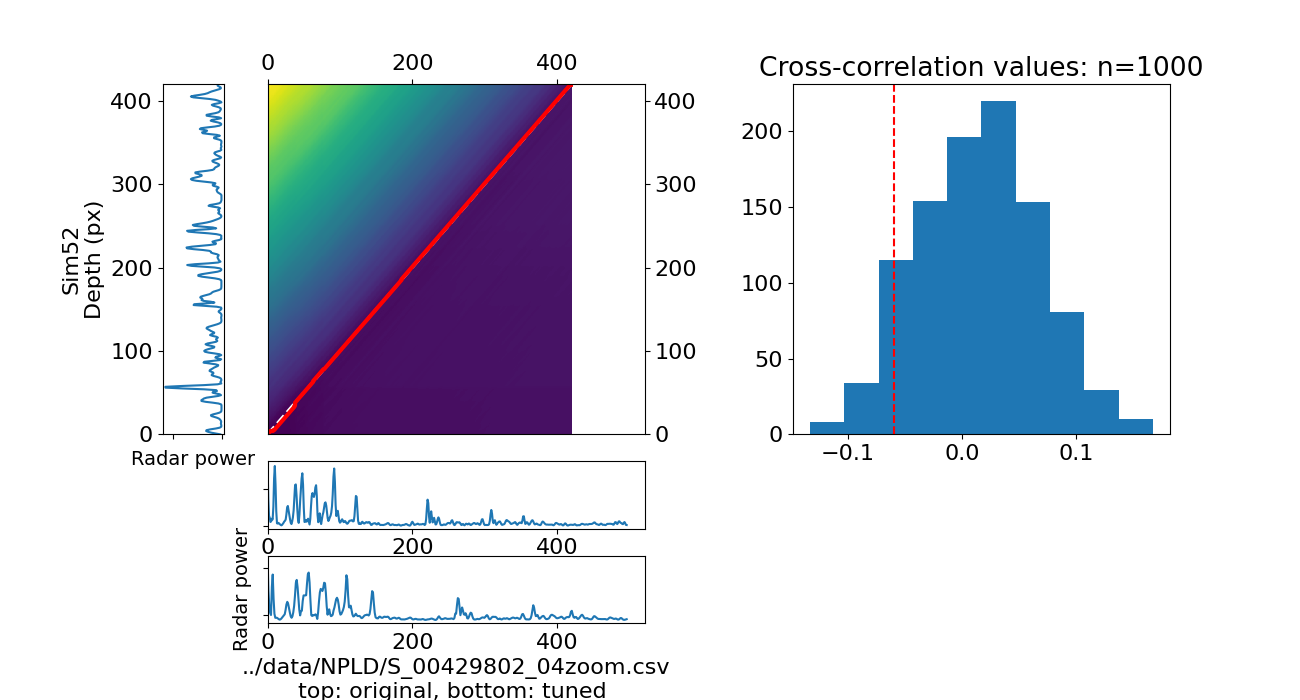 Cross-correlation values: n=1000
0 200 400
400
300
200
100
0
Sim52
Depth (px)
Radar power
400
300
200
100
0
200
150
100
50
0
−0.1 0.0 0.1
0 200 400
Radar power
0 200 400
../data/NPLD/S_00429802_04zoom.csv
top: original, bottom: tuned